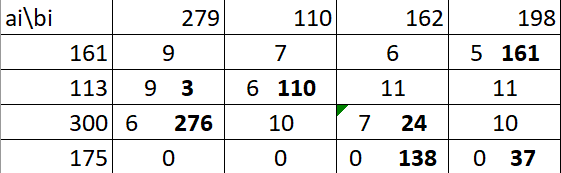 ai\bi 279 110 162 198
161 9 7 6 5 161
113 9 3 6 110 11 11
300 6 276 10 7 24 10
175 0 0 0 138 0 37